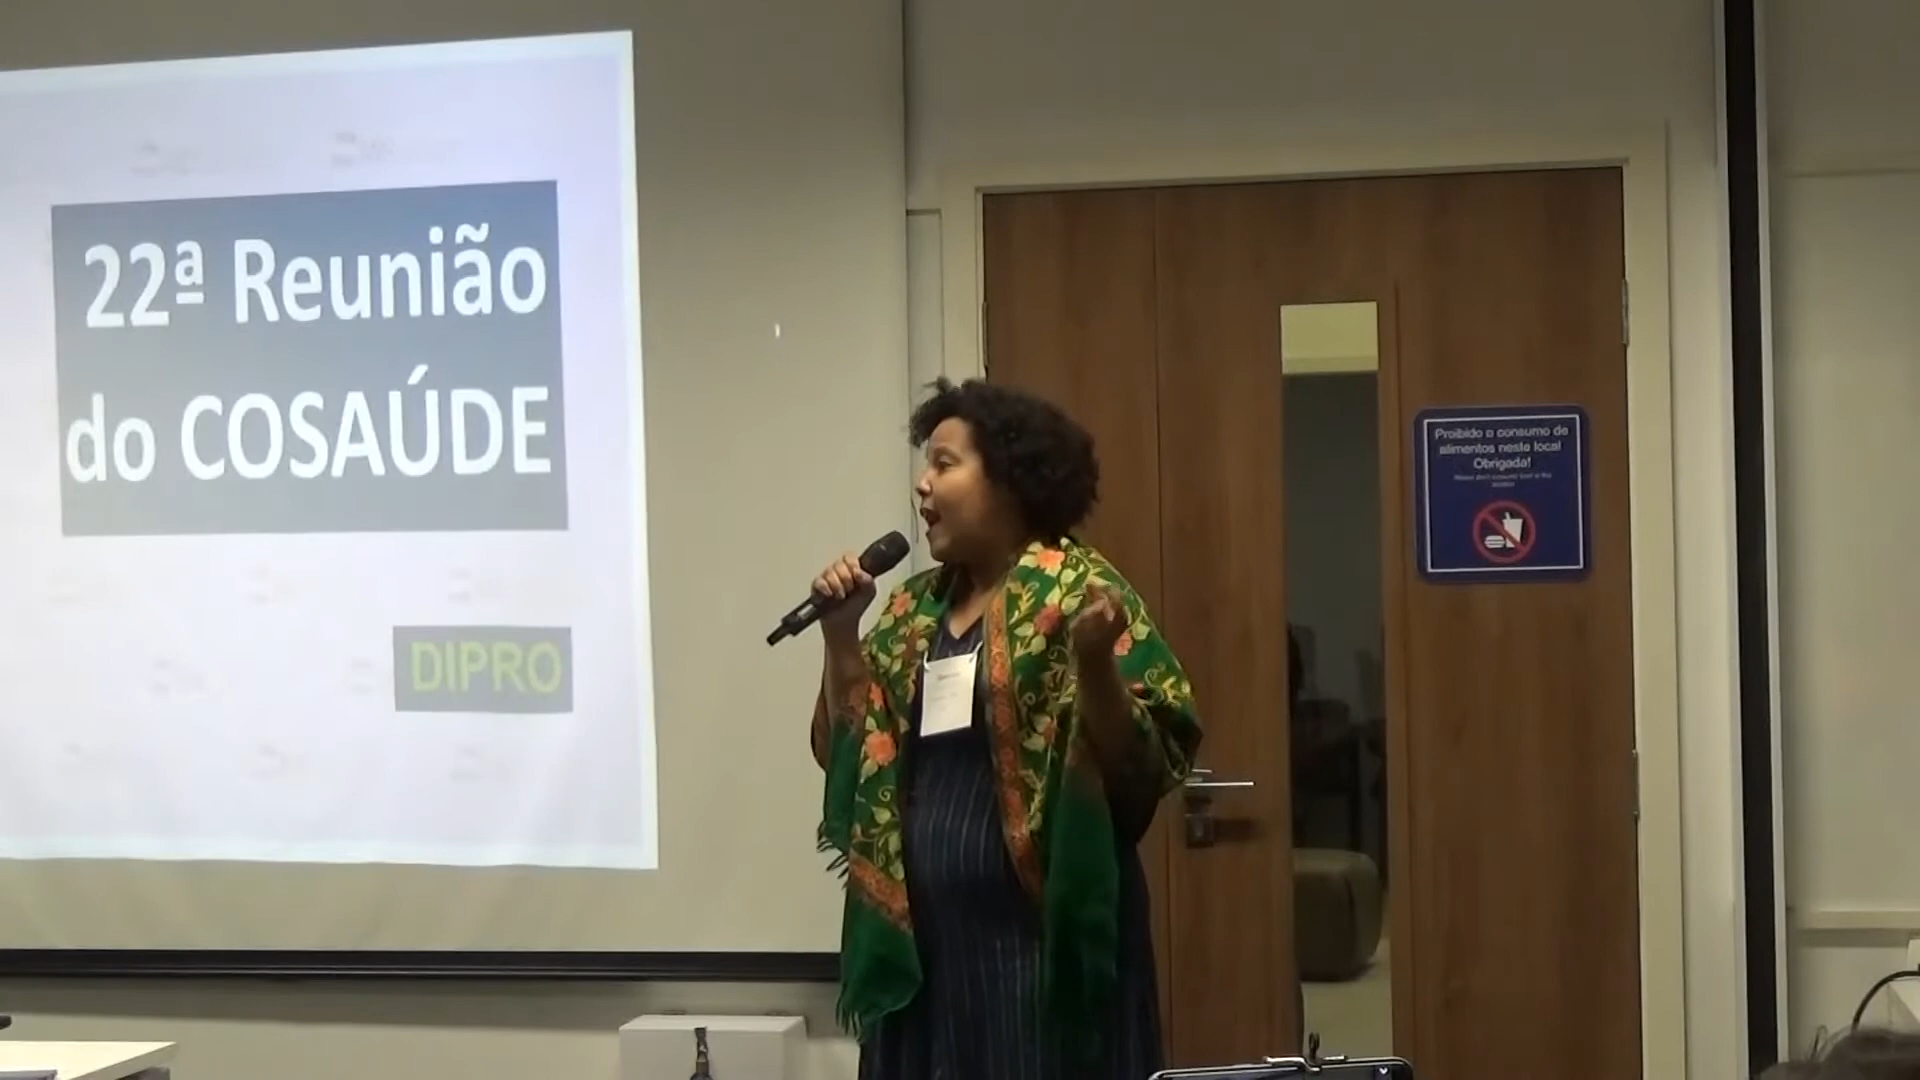 22ª Reunião
do COSAÚDE
DIPRO
Proibido o consumo de
alimentos neste local
Obrigada!